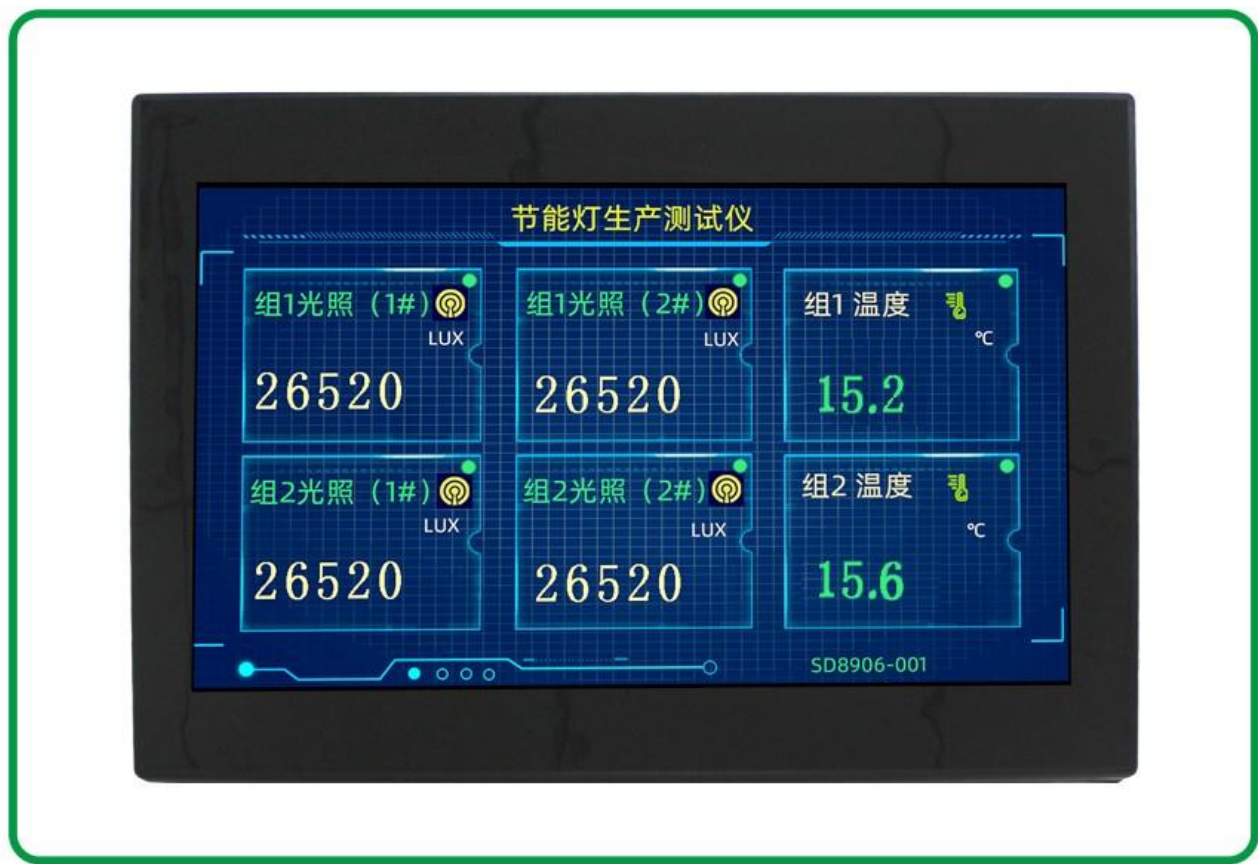 节能灯生产测试仪
组1光照（1#）
LUX
26520
组1光照（2#）
LUX
26520
组1 温度
℃
15.2
组2光照（1#）
LUX
26520
组2光照（2#）
LUX
26520
组2 温度
℃
15.6
SD8906-001